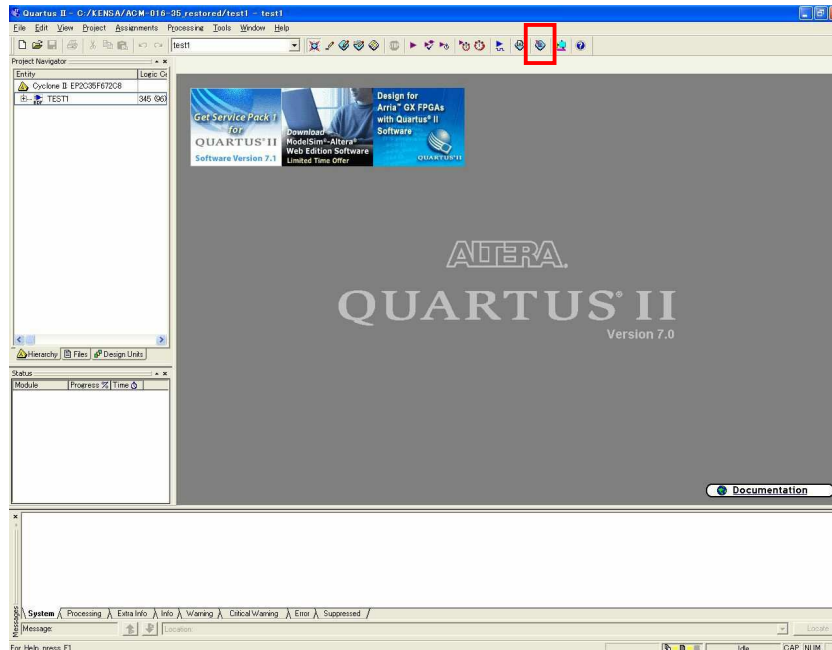 Quartus II - C:/KENSA/ACM-016-35_restored/test1 - test1
File Edit View Project Assignments Processing Tools Window Help
test1
Project Navigator
Entity
Logic Ce
Cyclone II: EP2C35F672C8
TEST1
345 (96)
Hierarchy
Files
Design Units
Get Service Pack 1
for
QUARTUS II
Software Version 7.1
Download
ModelSim®-Altera®
Web Edition Software
Limited Time Offer
Design for
Arria™ GX FPGAs
with Quartus® II
Software
QUARTUS II
ALTERA.
QUARTUS® II
Version 7.0
Documentation
Status
Module
Progress %
Time
Messages
System
Processing
Extra Info
Info
Warning
Critical Warning
Error
Suppressed
Message:
Location:
Locate
For Help, press F1
Idle
CAP NUM